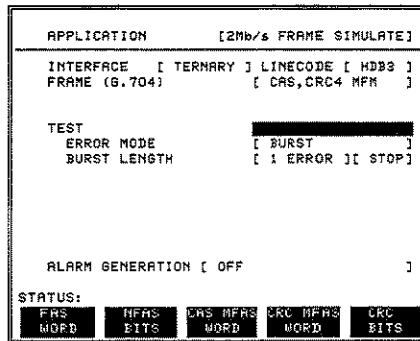 APPLICATION [2Mb/s FRAME SIMULATE]
INTERFACE [ TERNARY ] LINECODE [ HDB3 ]
FRAME (G.704) [ CAS,CRC4 MFM ]
TEST
ERROR MODE [ BURST ]
BURST LENGTH [ 1 ERROR ][ STOP]
ALARM GENERATION [ OFF ]
STATUS:
FAS NFAS CAS MFAS CRC MFAS CRC
WORD BITS WORD WORD BITS